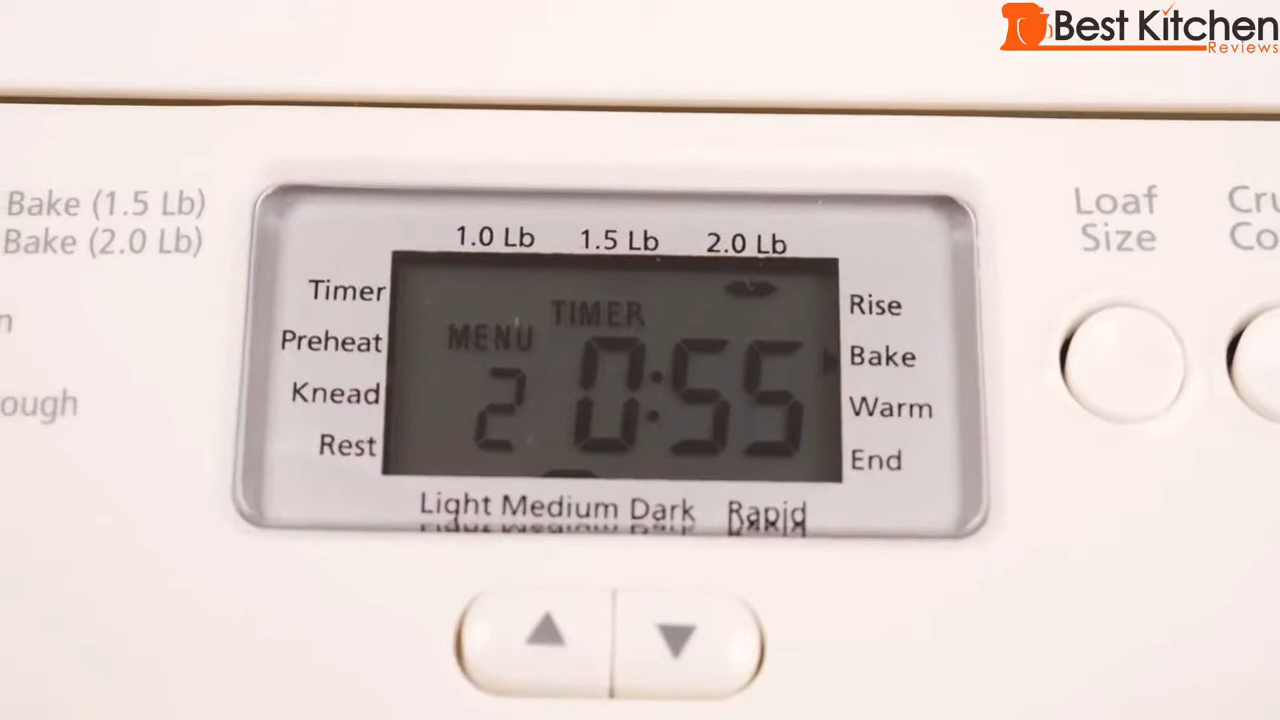 Best Kitchen
Reviews
Bake (1.5 Lb)
Bake (2.0 Lb)
n
ough
1.0 Lb 1.5 Lb 2.0 Lb
Timer
Preheat
Knead
Rest
TIMER
MENU
2 0:55
Rise
Bake
Warm
End
Light Medium Dark Rapid
Loaf
Size
Cru
Co